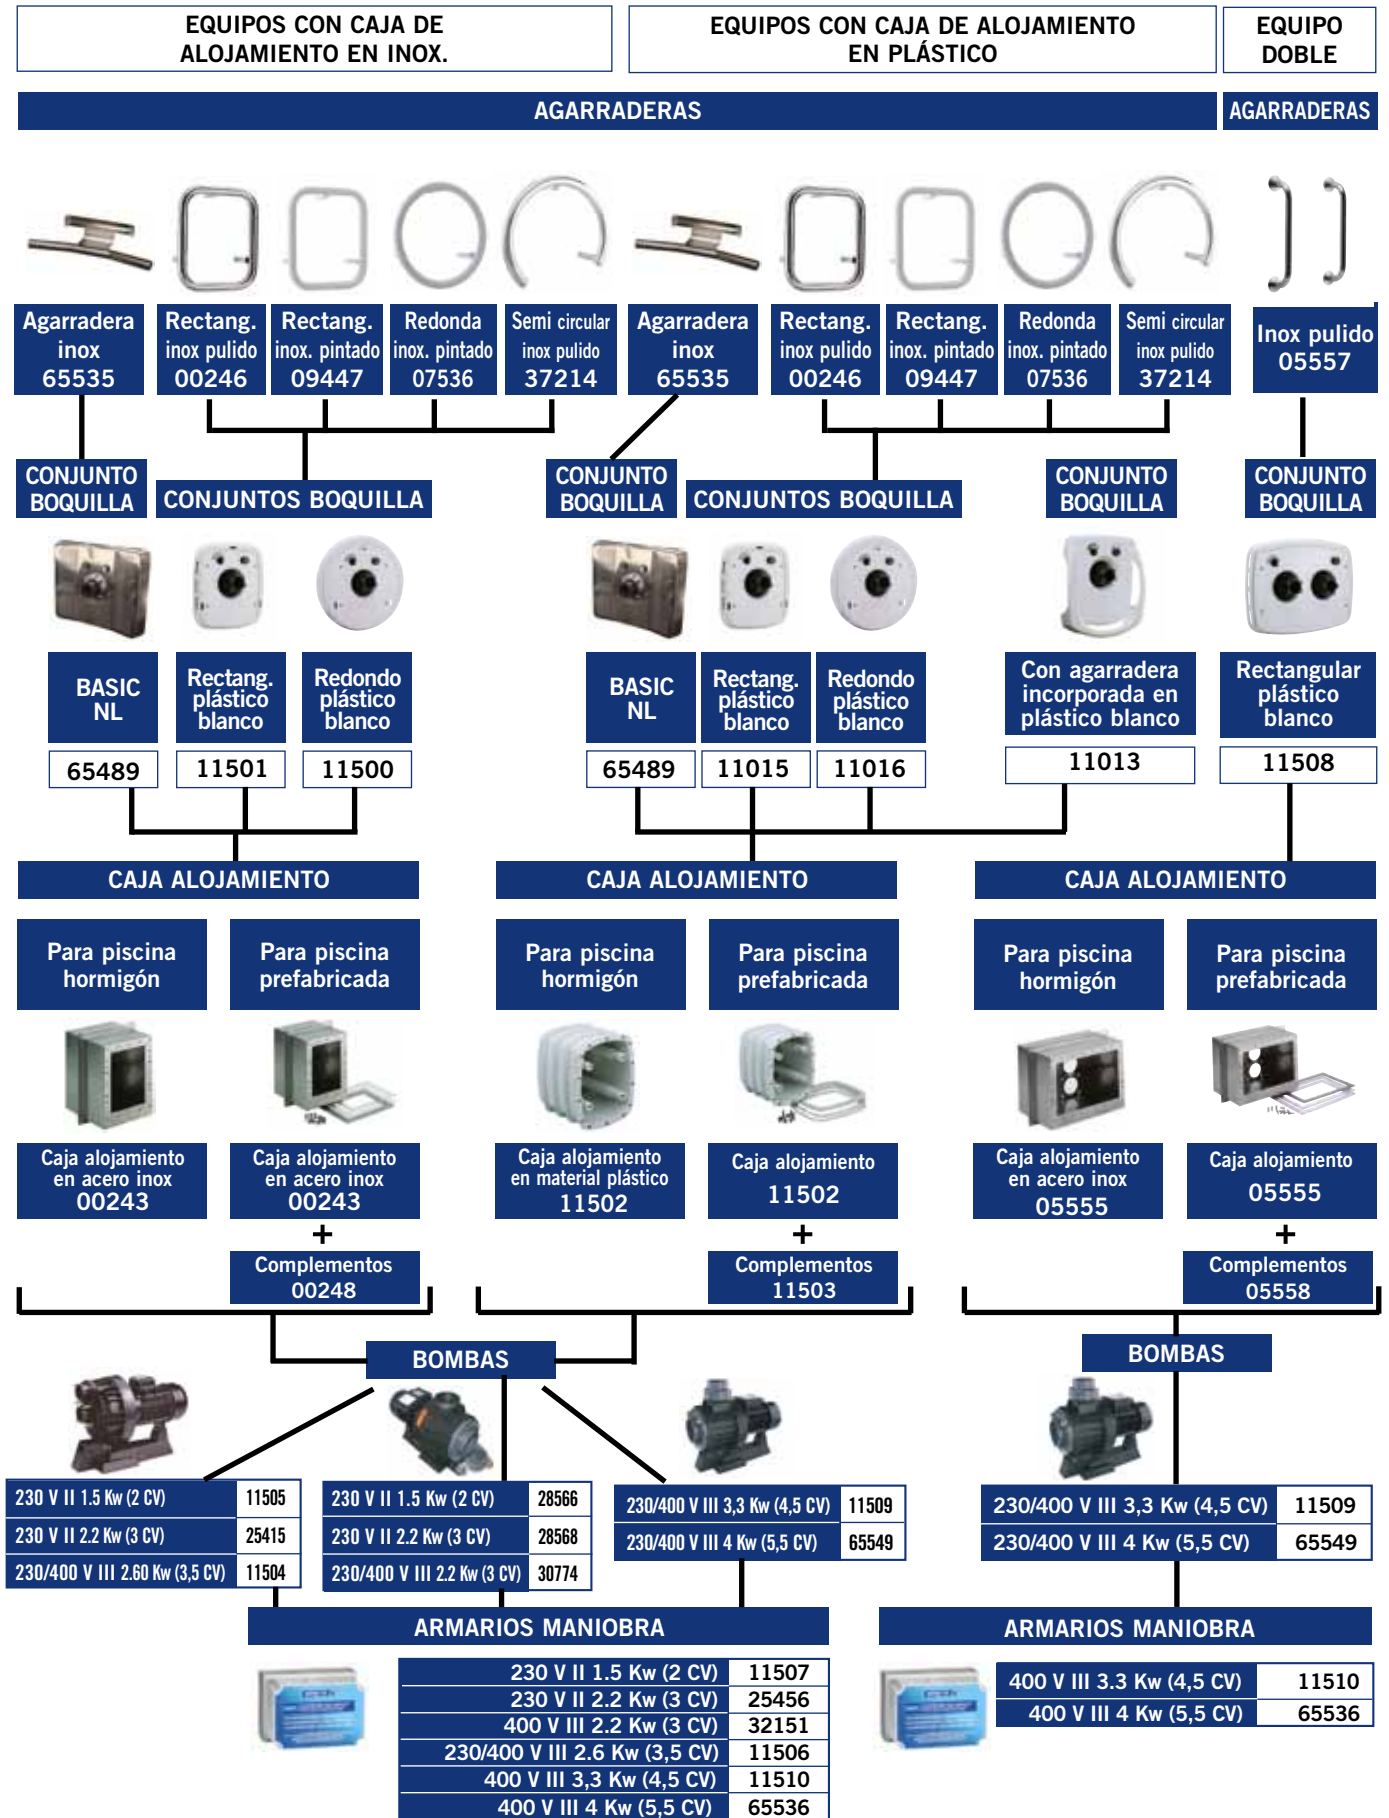 EQUIPOS CON CAJA DE
ALOJAMIENTO EN INOX.
EQUIPOS CON CAJA DE ALOJAMIENTO
EN PLÁSTICO
EQUIPO
DOBLE
AGARRADERAS
AGARRADERAS
Agarradera
inox
65535
Rectang.
inox pulido
00246
Rectang.
inox. pintado
09447
Redonda
inox. pintado
07536
Semi circular
inox pulido
37214
Agarradera
inox
65535
Rectang.
inox pulido
00246
Rectang.
inox. pintado
09447
Redonda
inox. pintado
07536
Semi circular
inox pulido
37214
Inox pulido
05557
CONJUNTO
BOQUILLA
CONJUNTOS BOQUILLA
CONJUNTO
BOQUILLA
CONJUNTOS BOQUILLA
CONJUNTO
BOQUILLA
CONJUNTO
BOQUILLA
BASIC
NL
65489
Rectang.
plástico
blanco
11501
Redondo
plástico
blanco
11500
BASIC
NL
65489
Rectang.
plástico
blanco
11015
Redondo
plástico
blanco
11016
Con agarradera
incorporada en
plástico blanco
11013
Rectangular
plástico
blanco
11508
CAJA ALOJAMIENTO
CAJA ALOJAMIENTO
CAJA ALOJAMIENTO
Para piscina
hormigón
Para piscina
prefabricada
Para piscina
hormigón
Para piscina
prefabricada
Para piscina
hormigón
Para piscina
prefabricada
Caja alojamiento
en acero inox
00243
Caja alojamiento
en acero inox
00243
+
Complementos
00248
Caja alojamiento
en material plástico
11502
Caja alojamiento
11502
+
Complementos
11503
Caja alojamiento
en acero inox
05555
Caja alojamiento
05555
+
Complementos
05558
BOMBAS
BOMBAS
230 V II 1.5 Kw (2 CV) 11505
230 V II 2.2 Kw (3 CV) 25415
230/400 V III 2.60 Kw (3,5 CV) 11504
230 V II 1.5 Kw (2 CV) 28566
230 V II 2.2 Kw (3 CV) 28568
230/400 V III 2.2 Kw (3 CV) 30774
230/400 V III 3,3 Kw (4,5 CV) 11509
230/400 V III 4 Kw (5,5 CV) 65549
230/400 V III 3,3 Kw (4,5 CV) 11509
230/400 V III 4 Kw (5,5 CV) 65549
ARMARIOS MANIOBRA
230 V II 1.5 Kw (2 CV) 11507
230 V II 2.2 Kw (3 CV) 25456
400 V III 2.2 Kw (3 CV) 32151
230/400 V III 2.6 Kw (3,5 CV) 11506
400 V III 3,3 Kw (4,5 CV) 11510
400 V III 4 Kw (5,5 CV) 65536
ARMARIOS MANIOBRA
400 V III 3.3 Kw (4,5 CV) 11510
400 V III 4 Kw (5,5 CV) 65536